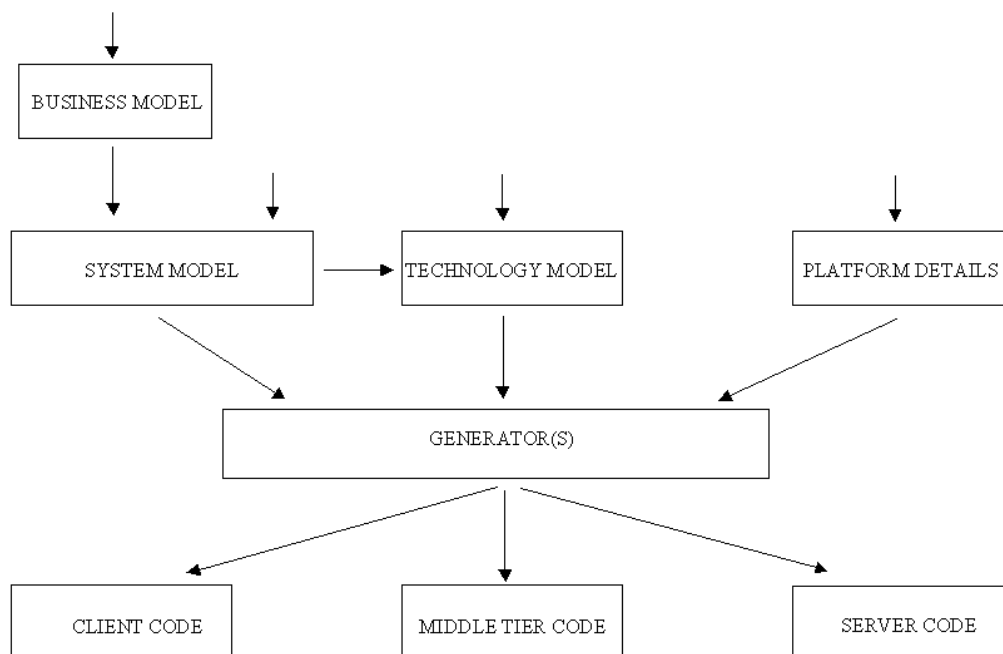 BUSINESS MODEL
SYSTEM MODEL
TECHNOLOGY MODEL
PLATFORM DETAILS
GENERATOR(S)
CLIENT CODE
MIDDLE TIER CODE
SERVER CODE